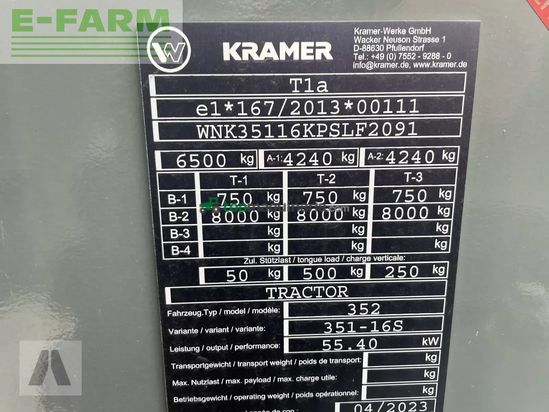 E-FARM
KRAMER
Kramer-Werke GmbH
Wacker Neuson Strasse 1
D-88630 Pfullendorf
Tel.: +49 (0) 7552 - 9288 - 0
info@kramer.de, www.kramer.de
T1a
e1*167/2013*00111
WNK35116KPSLF2091
6500 kg A-1: 4240 kg A-2: 4240 kg
T-1 T-2 T-3
B-1 750 kg 750 kg 750 kg
B-2 8000 kg 8000 kg 8000 kg
B-3 kg kg kg
B-4 kg kg kg
Zul. Stützlast / tongue load / charge verticale:
50 kg 500 kg 250 kg
TRACTOR
Fahrzeug.Typ / model / modèle: 352
Variante / variant / variante: 351-16S
Leistung / output / performance: 55.40 kW
Transportgewicht / transport weight / poids de transport: kg
Max. Nutzlast / max. payload / max. charge utile: kg
Betriebsgewicht / operating weight / poids opérationnel: kg
04/2023